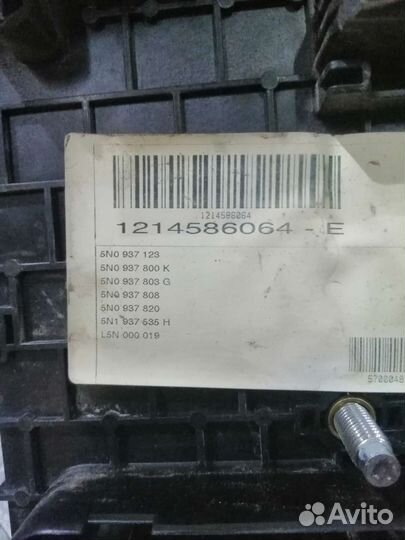 1214586064
1214586064 - E
5N0 937 123
5N0 937 800 K
5N0 937 803 G
5N0 937 808
5N0 937 820
5N1 937 535 H
L5N 000 019
5700048
Avito